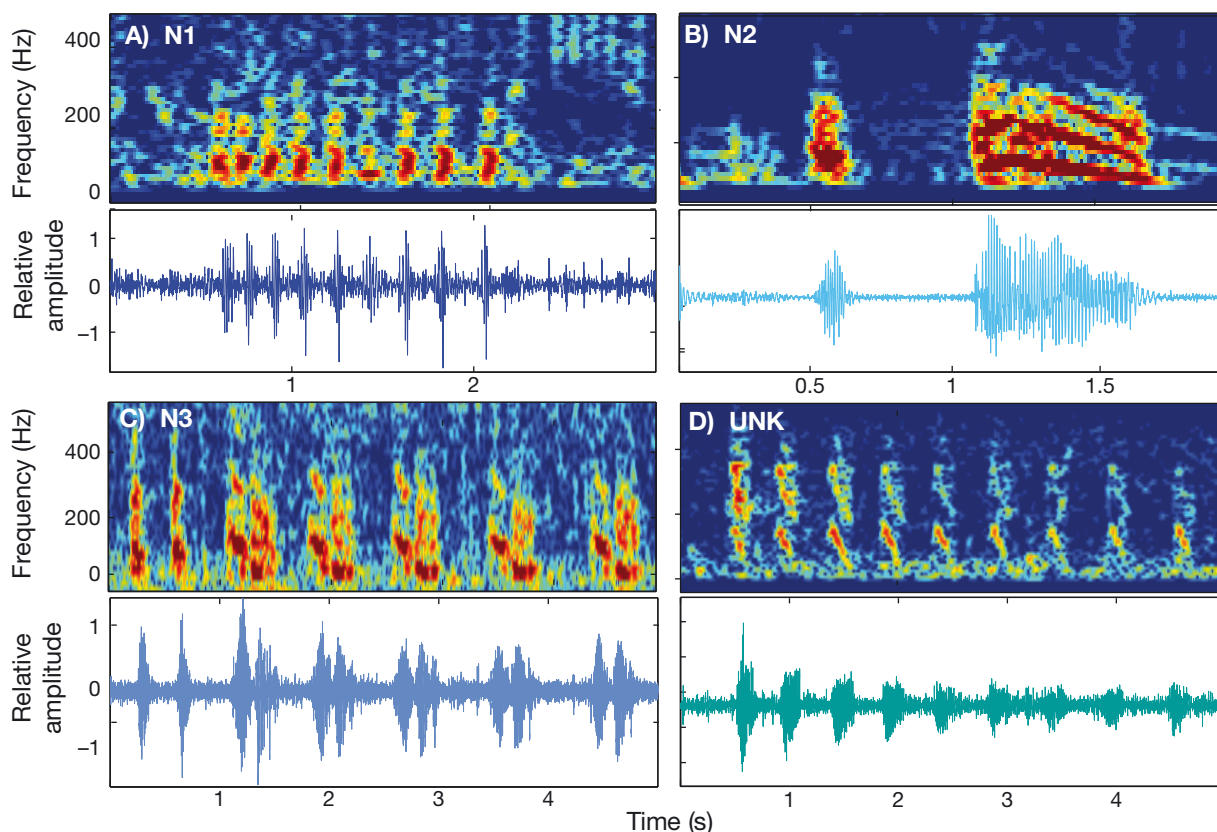 A) N1
B) N2
Frequency (Hz)
400
200
0
Relative
amplitude
1
0
−1
1
2
0.5
1
1.5
C) N3
D) UNK
Frequency (Hz)
400
200
0
Relative
amplitude
1
0
−1
1
2
3
4
1
2
3
4
Time (s)